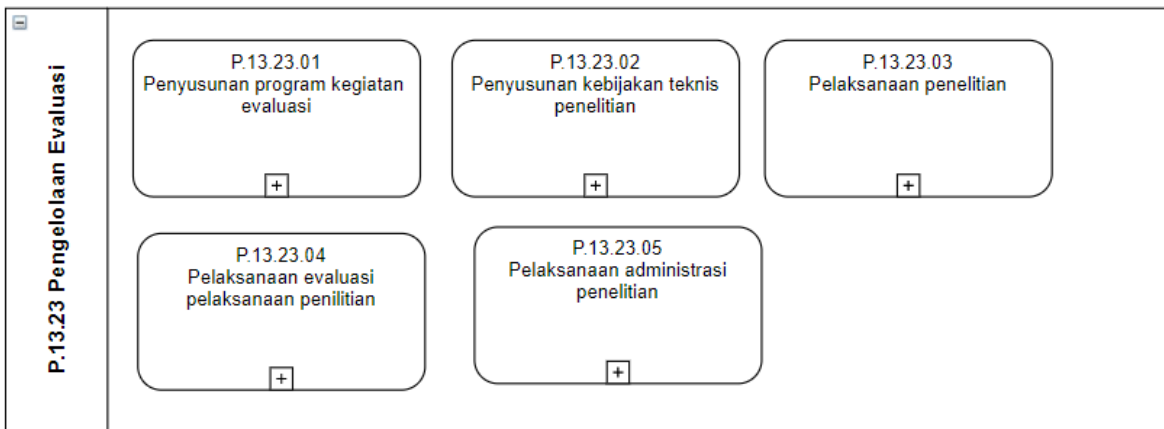 P.13.23 Pengelolaan Evaluasi
P.13.23.01
Penyusunan program kegiatan
evaluasi
P.13.23.02
Penyusunan kebijakan teknis
penelitian
P.13.23.03
Pelaksanaan penelitian
P.13.23.04
Pelaksanaan evaluasi
pelaksanaan penilitian
P.13.23.05
Pelaksanaan administrasi
penelitian